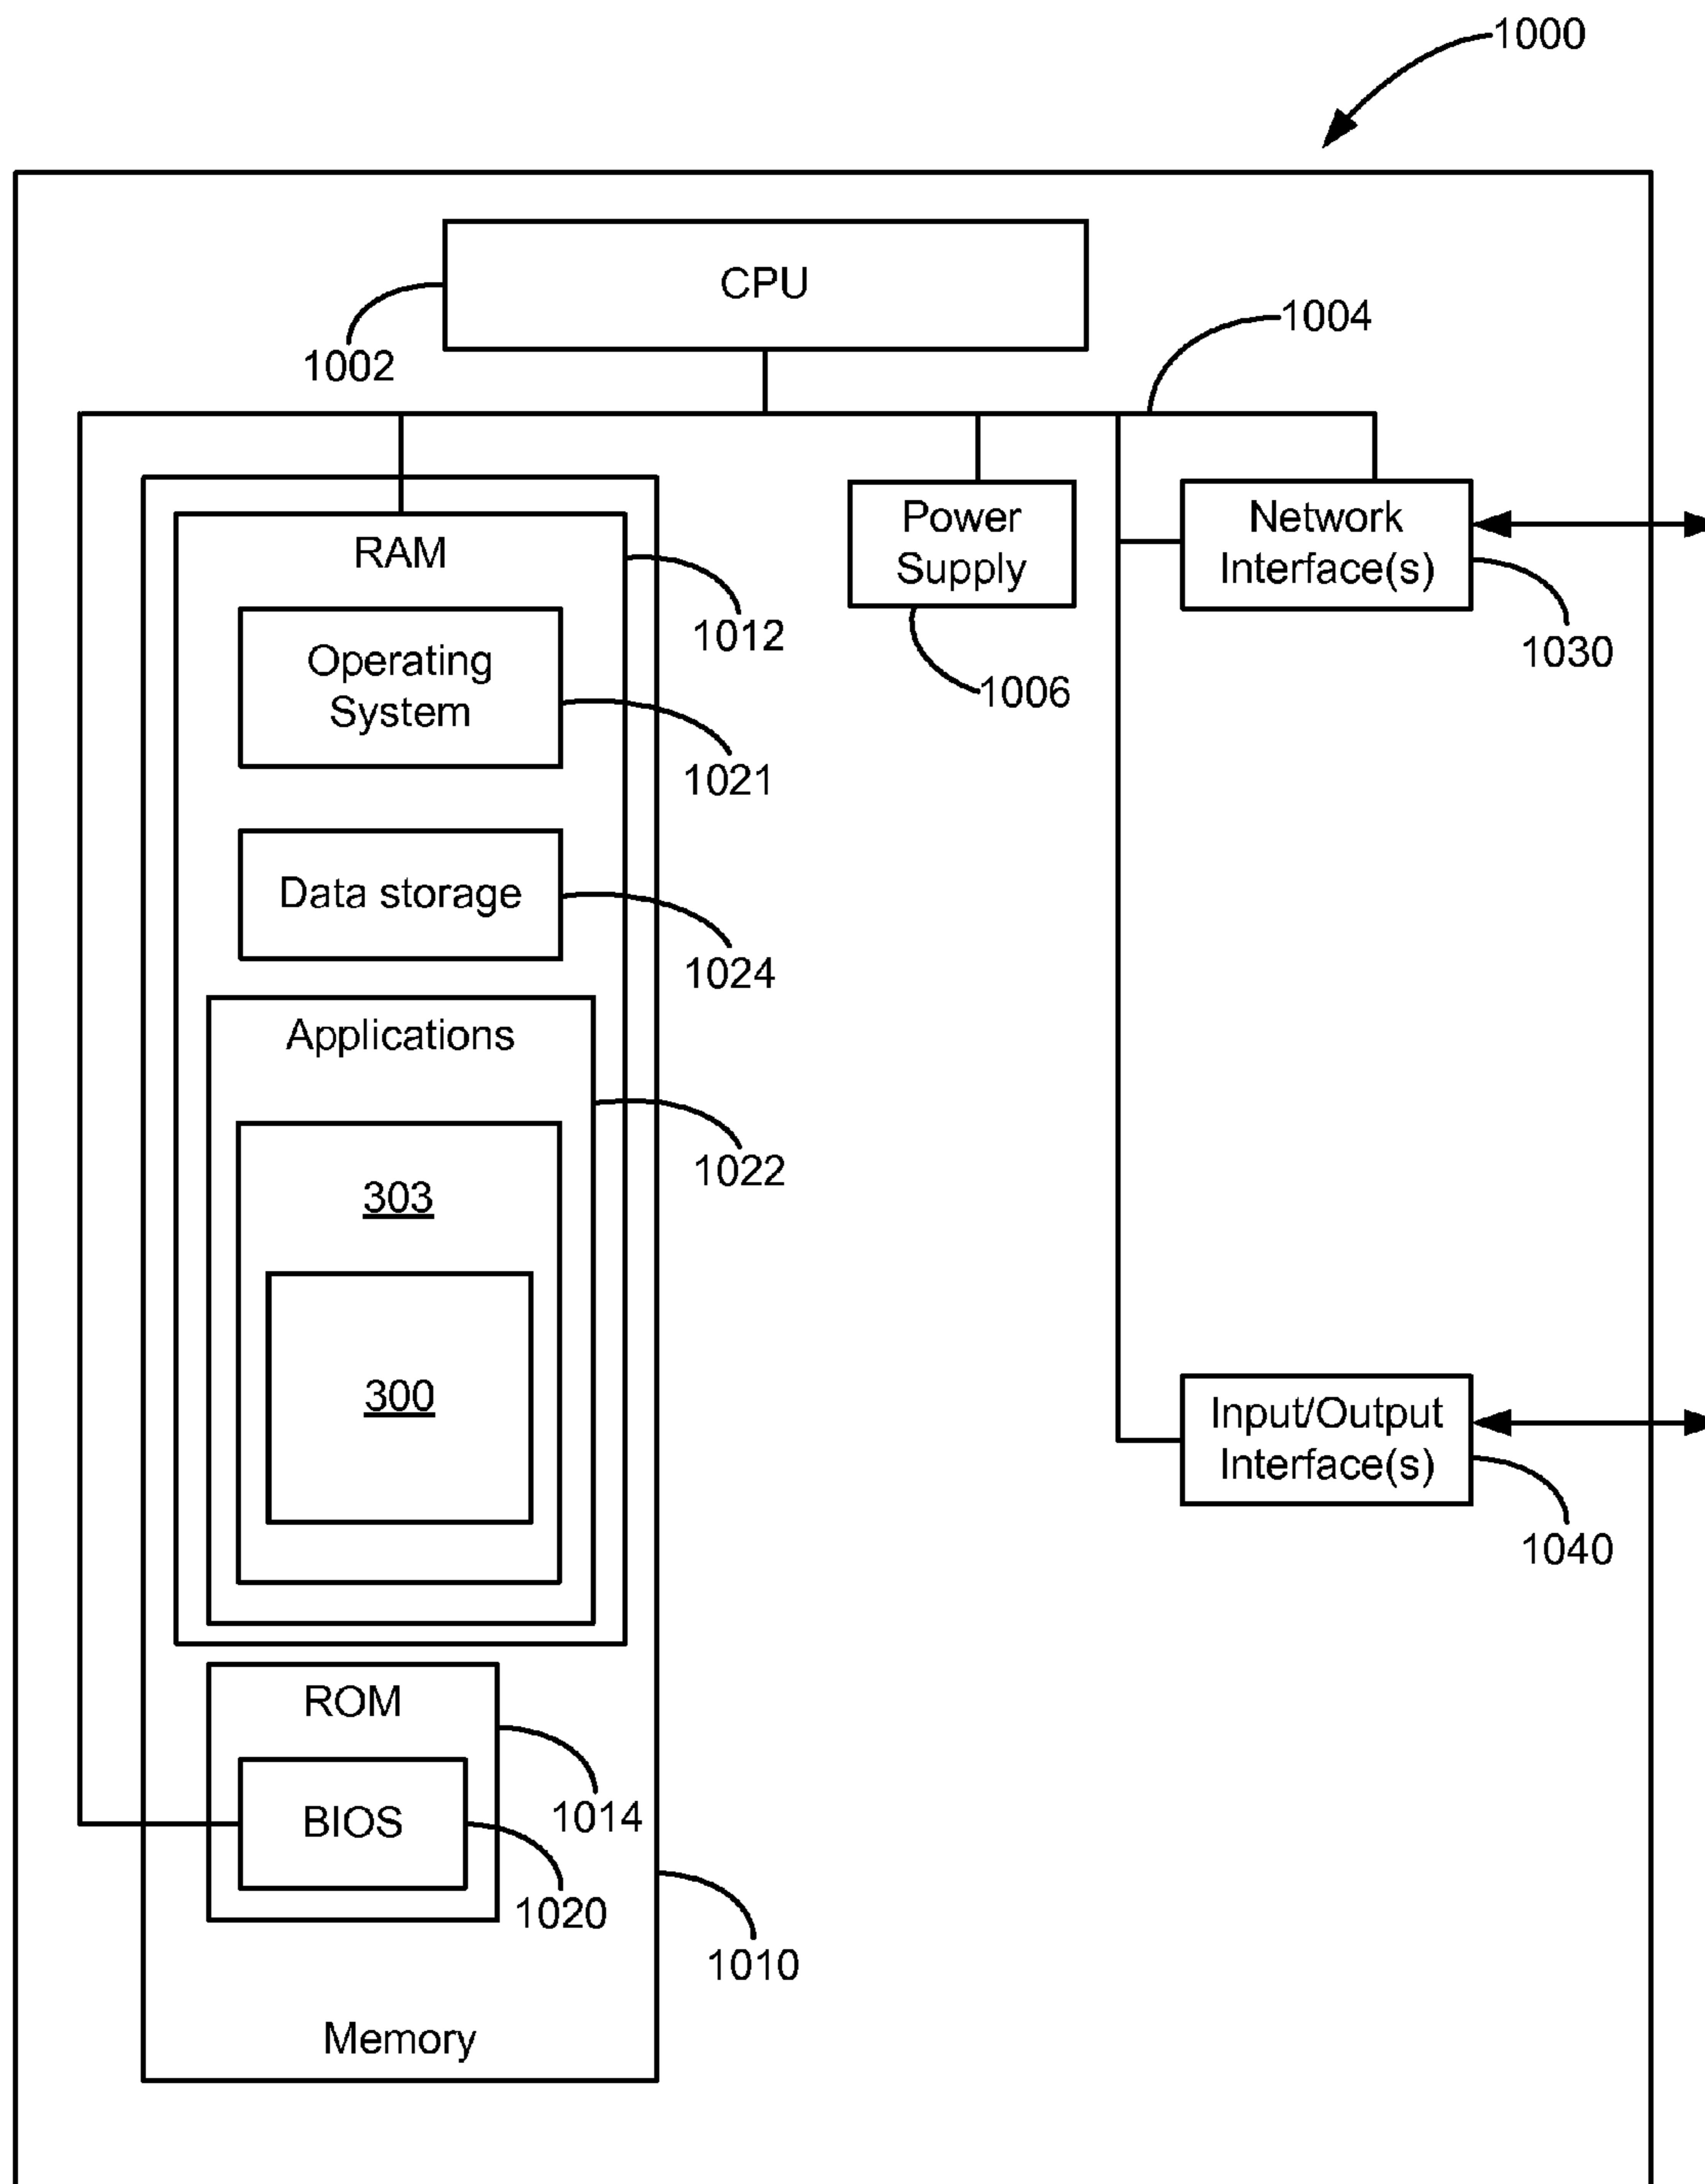 1000
CPU
1002
1004
RAM
1012
Power
Supply
1006
Network
Interface(s)
1030
Operating
System
1021
Data storage
1024
Applications
1022
303
300
Input/Output
Interface(s)
1040
ROM
1014
BIOS
1020
1010
Memory